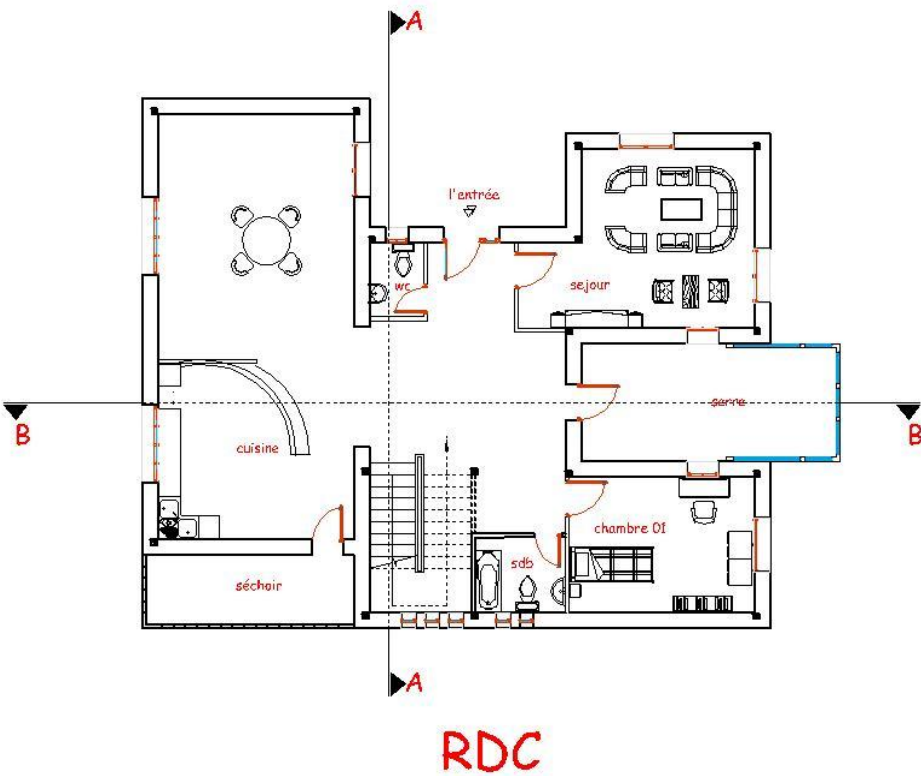 A
l'entrée
wc
sejour
serre
B
B
cuisine
chambre 01
sdb
séchoir
A
RDC